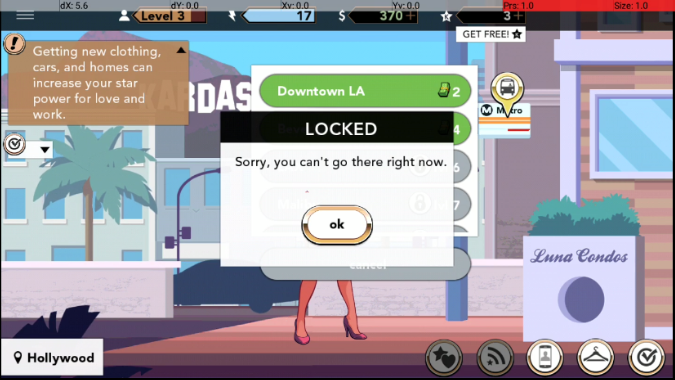 dX: 5.6
dY: 0.0
Xv: 0.0
Yv: 0.0
Prs: 1.0
Size: 1.0
Level 3
17
$ 370 +
3 +
GET FREE!
Getting new clothing,
cars, and homes can
increase your star
power for love and
work.
KARDAS
Downtown LA
2
LOCKED
4
Metro
Sorry, you can't go there right now.
6
7
ok
cancel
Luna Condos
Hollywood